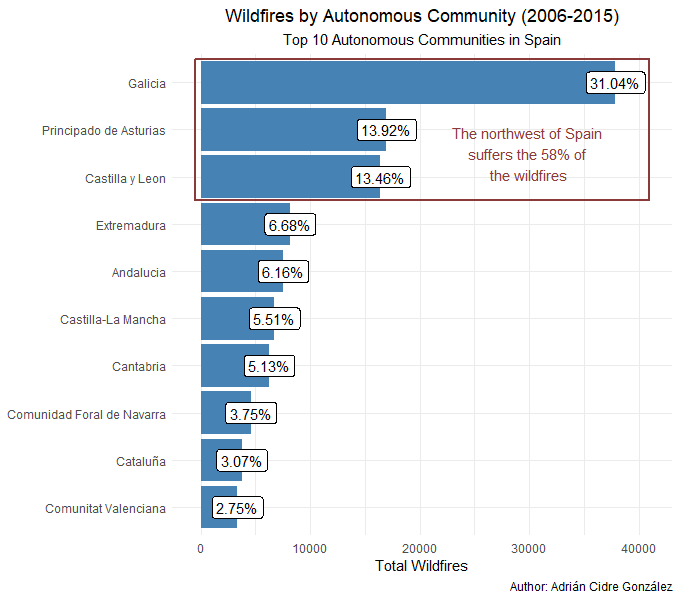 Wildfires by Autonomous Community (2006-2015)
Top 10 Autonomous Communities in Spain
Galicia
31.04%
Principado de Asturias
13.92%
The northwest of Spain
suffers the 58% of
the wildfires
Castilla y Leon
13.46%
Extremadura
6.68%
Andalucia
6.16%
Castilla-La Mancha
5.51%
Cantabria
5.13%
Comunidad Foral de Navarra
3.75%
Cataluña
3.07%
Comunitat Valenciana
2.75%
0 10000 20000 30000 40000
Total Wildfires
Author: Adrián Cidre González